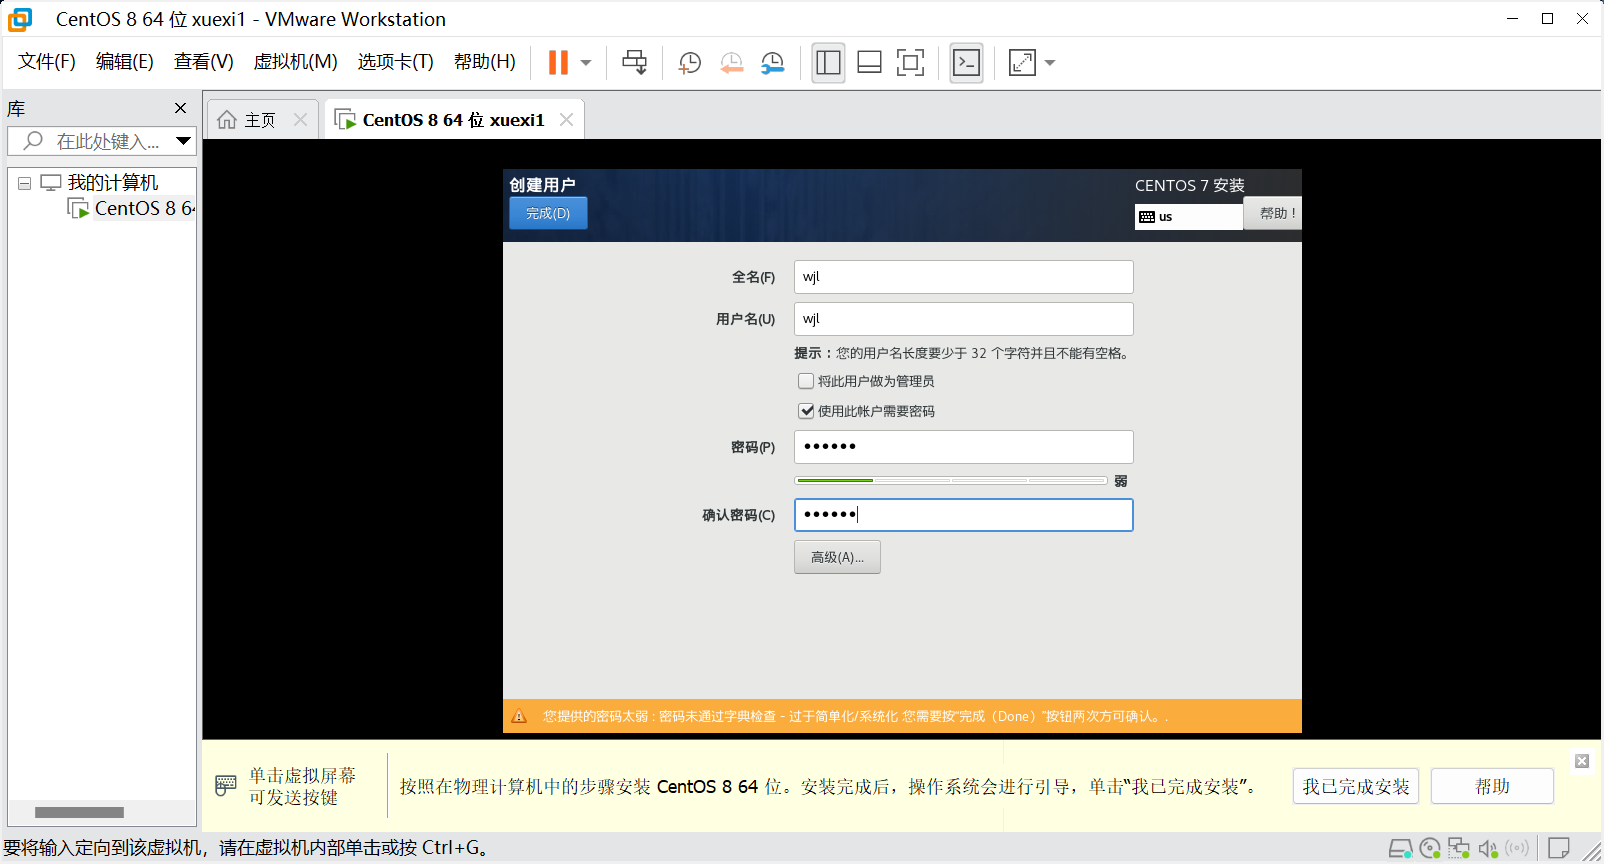 CentOS 8 64 位 xuexi1 - VMware Workstation
文件(F) 编辑(E) 查看(V) 虚拟机(M) 选项卡(T) 帮助(H)
库
在此处键入...
我的计算机
CentOS 8 64
主页
CentOS 8 64 位 xuexi1
创建用户
完成(D)
CENTOS 7 安装
us
帮助！
全名(F)
wjl
用户名(U)
wjl
提示：您的用户名长度要少于 32 个字符并且不能有空格。
将此用户做为管理员
使用此帐户需要密码
密码(P)
••••••
弱
确认密码(C)
••••••
高级(A)...
您提供的密码太弱 : 密码未通过字典检查 - 过于简单化/系统化 您需要按“完成（Done）”按钮两次方可确认。.
单击虚拟屏幕
可发送按键
按照在物理计算机中的步骤安装 CentOS 8 64 位。安装完成后，操作系统会进行引导，单击“我已完成安装”。
我已完成安装
帮助
要将输入定向到该虚拟机，请在虚拟机内部单击或按 Ctrl+G。